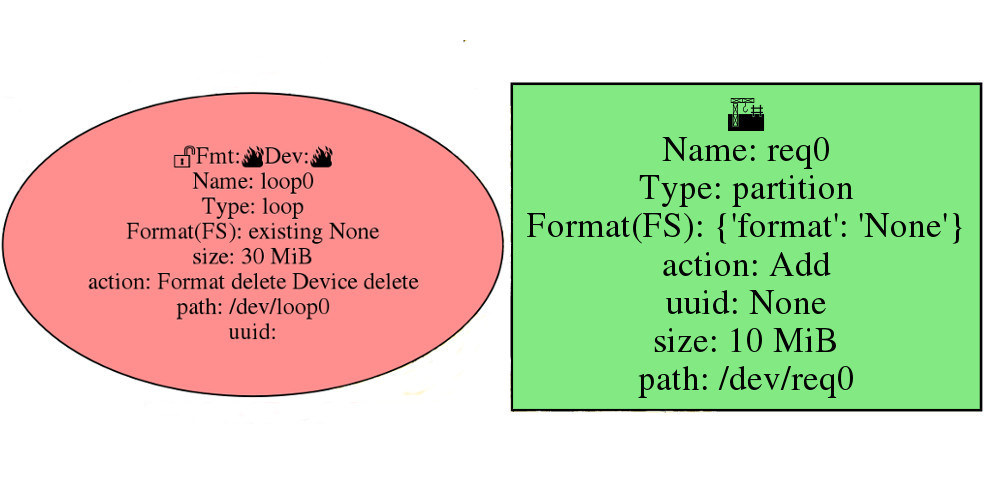 🔓Fmt:🔥Dev:🔥
Name: loop0
Type: loop
Format(FS): existing None
size: 30 MiB
action: Format delete Device delete
path: /dev/loop0
uuid:
🏗
Name: req0
Type: partition
Format(FS): {'format': 'None'}
action: Add
uuid: None
size: 10 MiB
path: /dev/req0